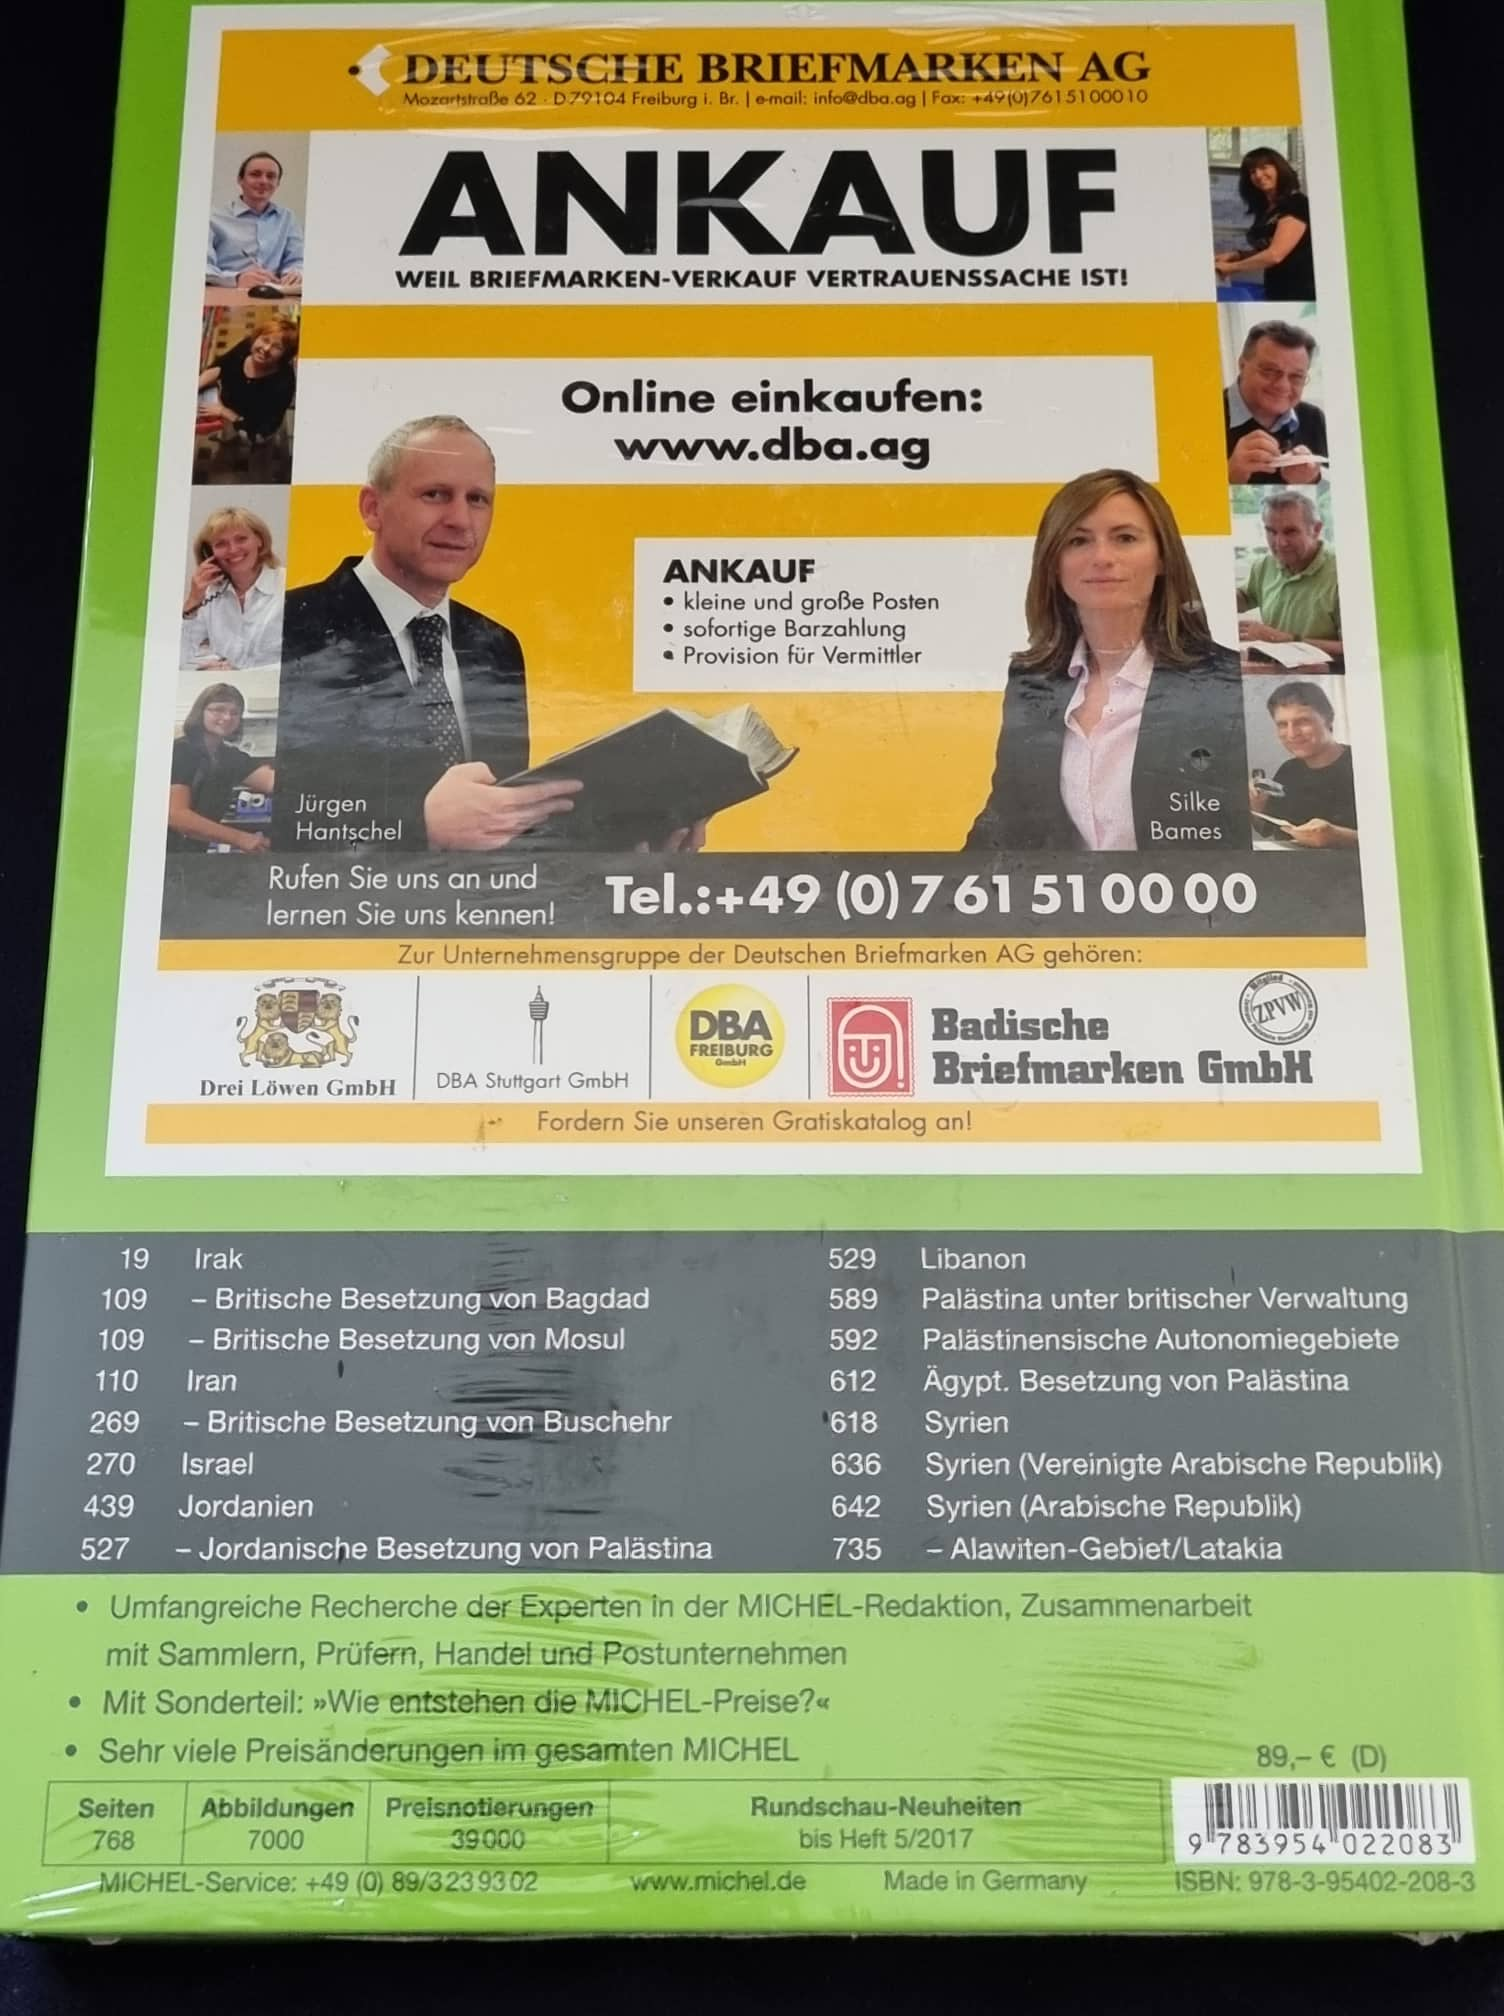 DEUTSCHE BRIEFMARKEN AG
Mozartstraße 62 · D 79104 Freiburg i. Br. | e-mail: info@dba.ag | Fax: +49(0)7615100010
ANKAUF
WEIL BRIEFMARKEN-VERKAUF VERTRAUENSSACHE IST!
Online einkaufen:
www.dba.ag
ANKAUF
• kleine und große Posten
• sofortige Barzahlung
• Provision für Vermittler
Jürgen
Hantschel
Silke
Bames
Rufen Sie uns an und
lernen Sie uns kennen!
Tel.:+49 (0) 7 61 51 00 00
Zur Unternehmensgruppe der Deutschen Briefmarken AG gehören:
Drei Löwen GmbH
DBA Stuttgart GmbH
DBA
FREIBURG
GmbH
Badische
Briefmarken GmbH
Mitglied
ZPVW
Fordern Sie unseren Gratiskatalog an!
19 Irak
109 – Britische Besetzung von Bagdad
109 – Britische Besetzung von Mosul
110 Iran
269 – Britische Besetzung von Buschehr
270 Israel
439 Jordanien
527 – Jordanische Besetzung von Palästina
529 Libanon
589 Palästina unter britischer Verwaltung
592 Palästinensische Autonomiegebiete
612 Ägypt. Besetzung von Palästina
618 Syrien
636 Syrien (Vereinigte Arabische Republik)
642 Syrien (Arabische Republik)
735 – Alawiten-Gebiet/Latakia
• Umfangreiche Recherche der Experten in der MICHEL-Redaktion, Zusammenarbeit
mit Sammlern, Prüfern, Handel und Postunternehmen
• Mit Sonderteil: »Wie entstehen die MICHEL-Preise?«
• Sehr viele Preisänderungen im gesamten MICHEL
89,– € (D)
Seiten Abbildungen Preisnotierungen Rundschau-Neuheiten
768 7000 39000 bis Heft 5/2017
9 783954 022083
MICHEL-Service: +49 (0) 89/3 23 93 02 www.michel.de Made in Germany ISBN: 978-3-95402-208-3